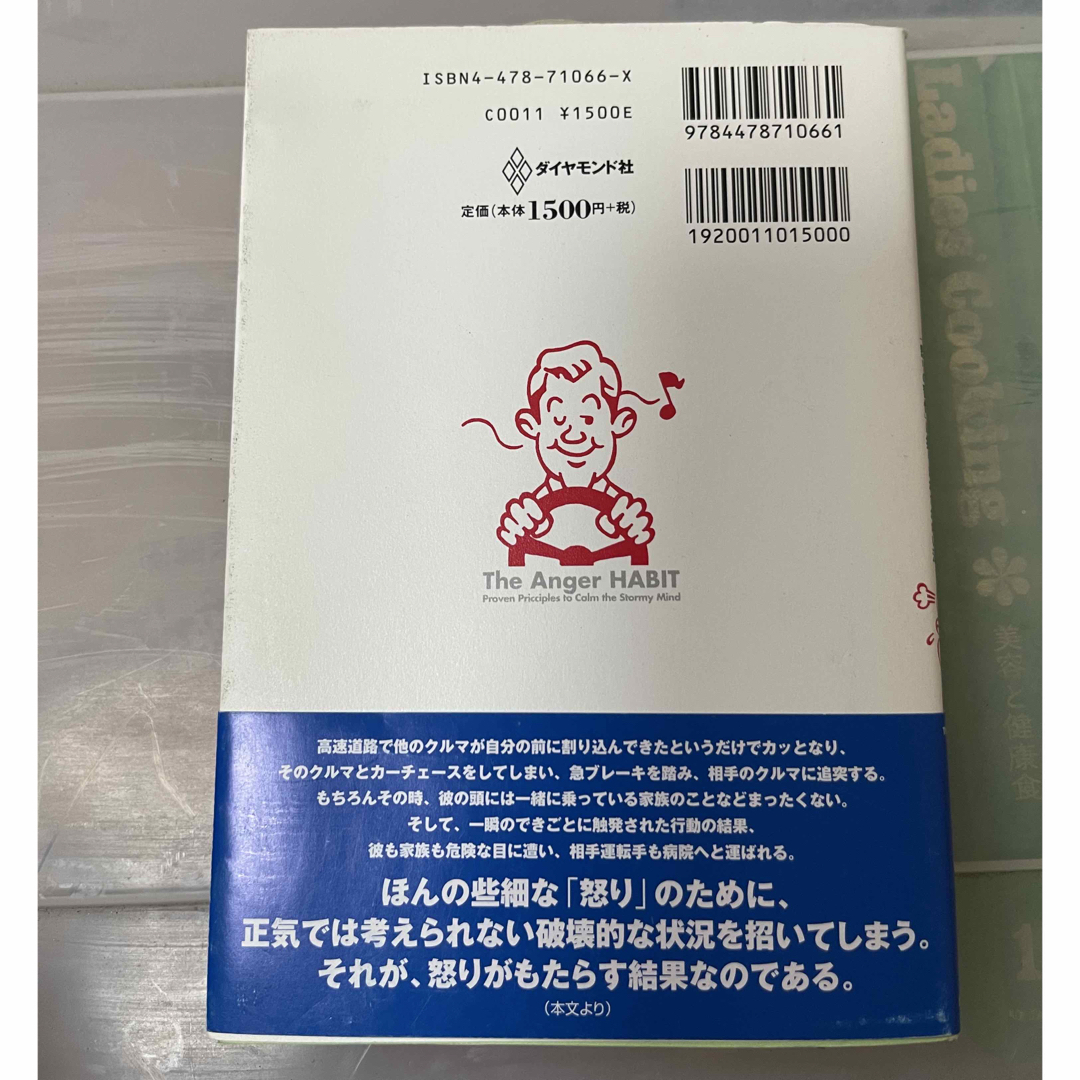 ISBN4-478-71066-X
C0011 ¥1500E
ダイヤモンド社
定価(本体1500円+税)
9784478710661
1920011015000
The Anger HABIT
Proven Pricciples to Calm the Stormy Mind
高速道路で他のクルマが自分の前に割り込んできたというだけでカッとなり、
そのクルマとカーチェースをしてしまい、急ブレーキを踏み、相手のクルマに追突する。
もちろんその時、彼の頭には一緒に乗っている家族のことなどまったくない。
そして、一瞬のできごとに触発された行動の結果、
彼も家族も危険な目に遭い、相手運転手も病院へと運ばれる。
ほんの些細な「怒り」のために、
正気では考えられない破壊的な状況を招いてしまう。
それが、怒りがもたらす結果なのである。
(本文より)
Ladies' Cooking
美容と健康食